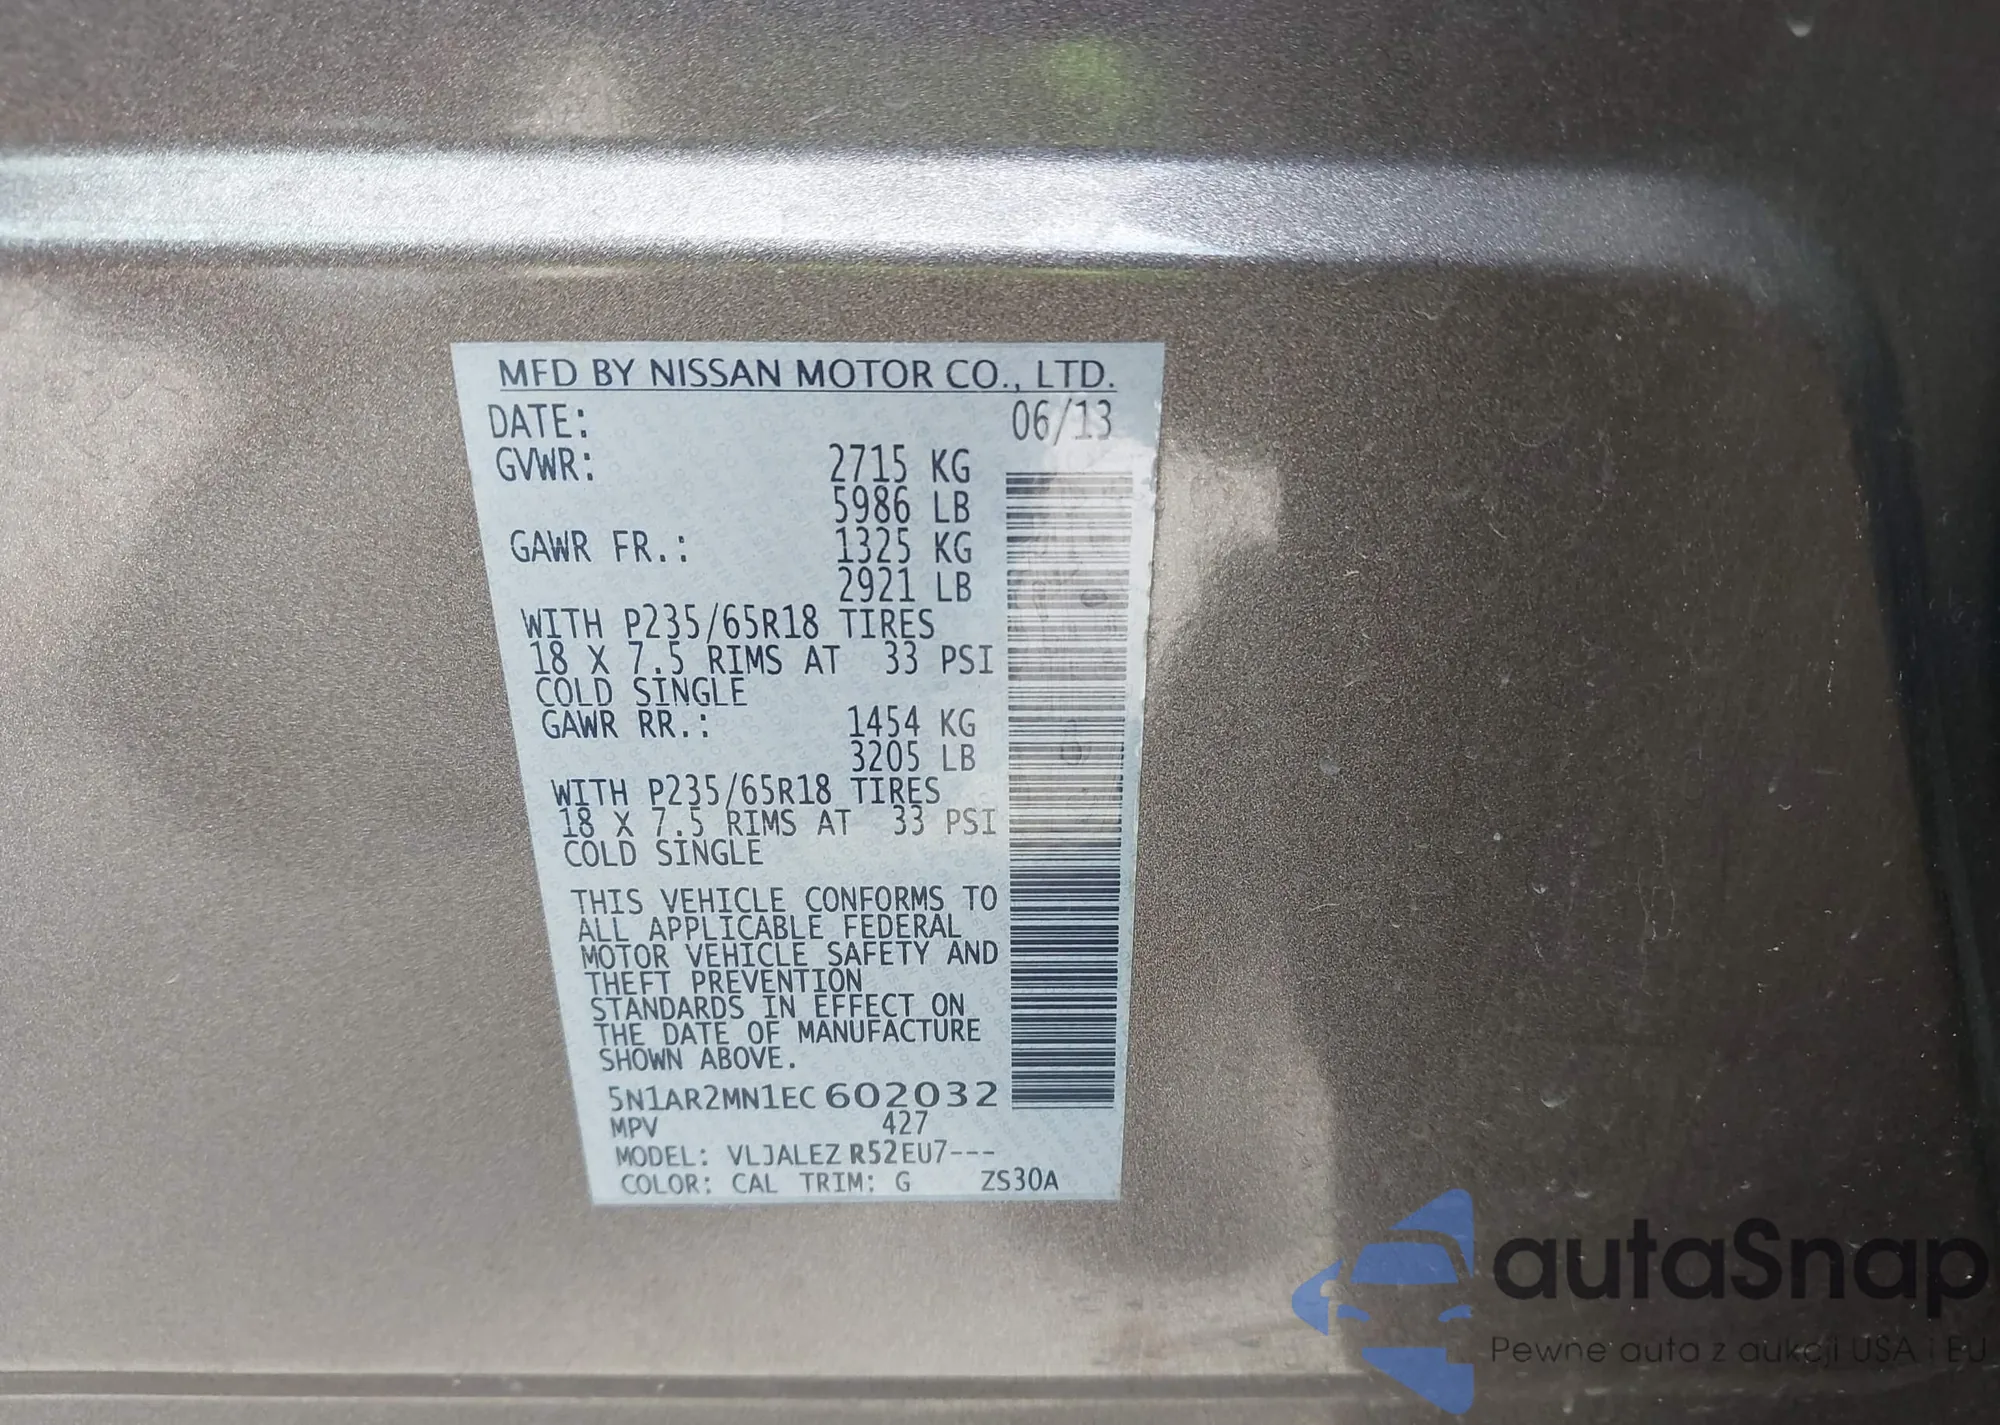 MFD BY NISSAN MOTOR CO., LTD.
DATE: 06/13
GVWR: 2715 KG
5986 LB
GAWR FR.: 1325 KG
2921 LB
WITH P235/65R18 TIRES
18 X 7.5 RIMS AT 33 PSI
COLD SINGLE
GAWR RR.: 1454 KG
3205 LB
WITH P235/65R18 TIRES
18 X 7.5 RIMS AT 33 PSI
COLD SINGLE
THIS VEHICLE CONFORMS TO
ALL APPLICABLE FEDERAL
MOTOR VEHICLE SAFETY AND
THEFT PREVENTION
STANDARDS IN EFFECT ON
THE DATE OF MANUFACTURE
SHOWN ABOVE.
5N1AR2MN1EC602032
MPV 427
MODEL: VLJALEZ R52EU7---
COLOR: CAL TRIM: G ZS30A
autaSnap
Pewne auta z aukcji USA i EU